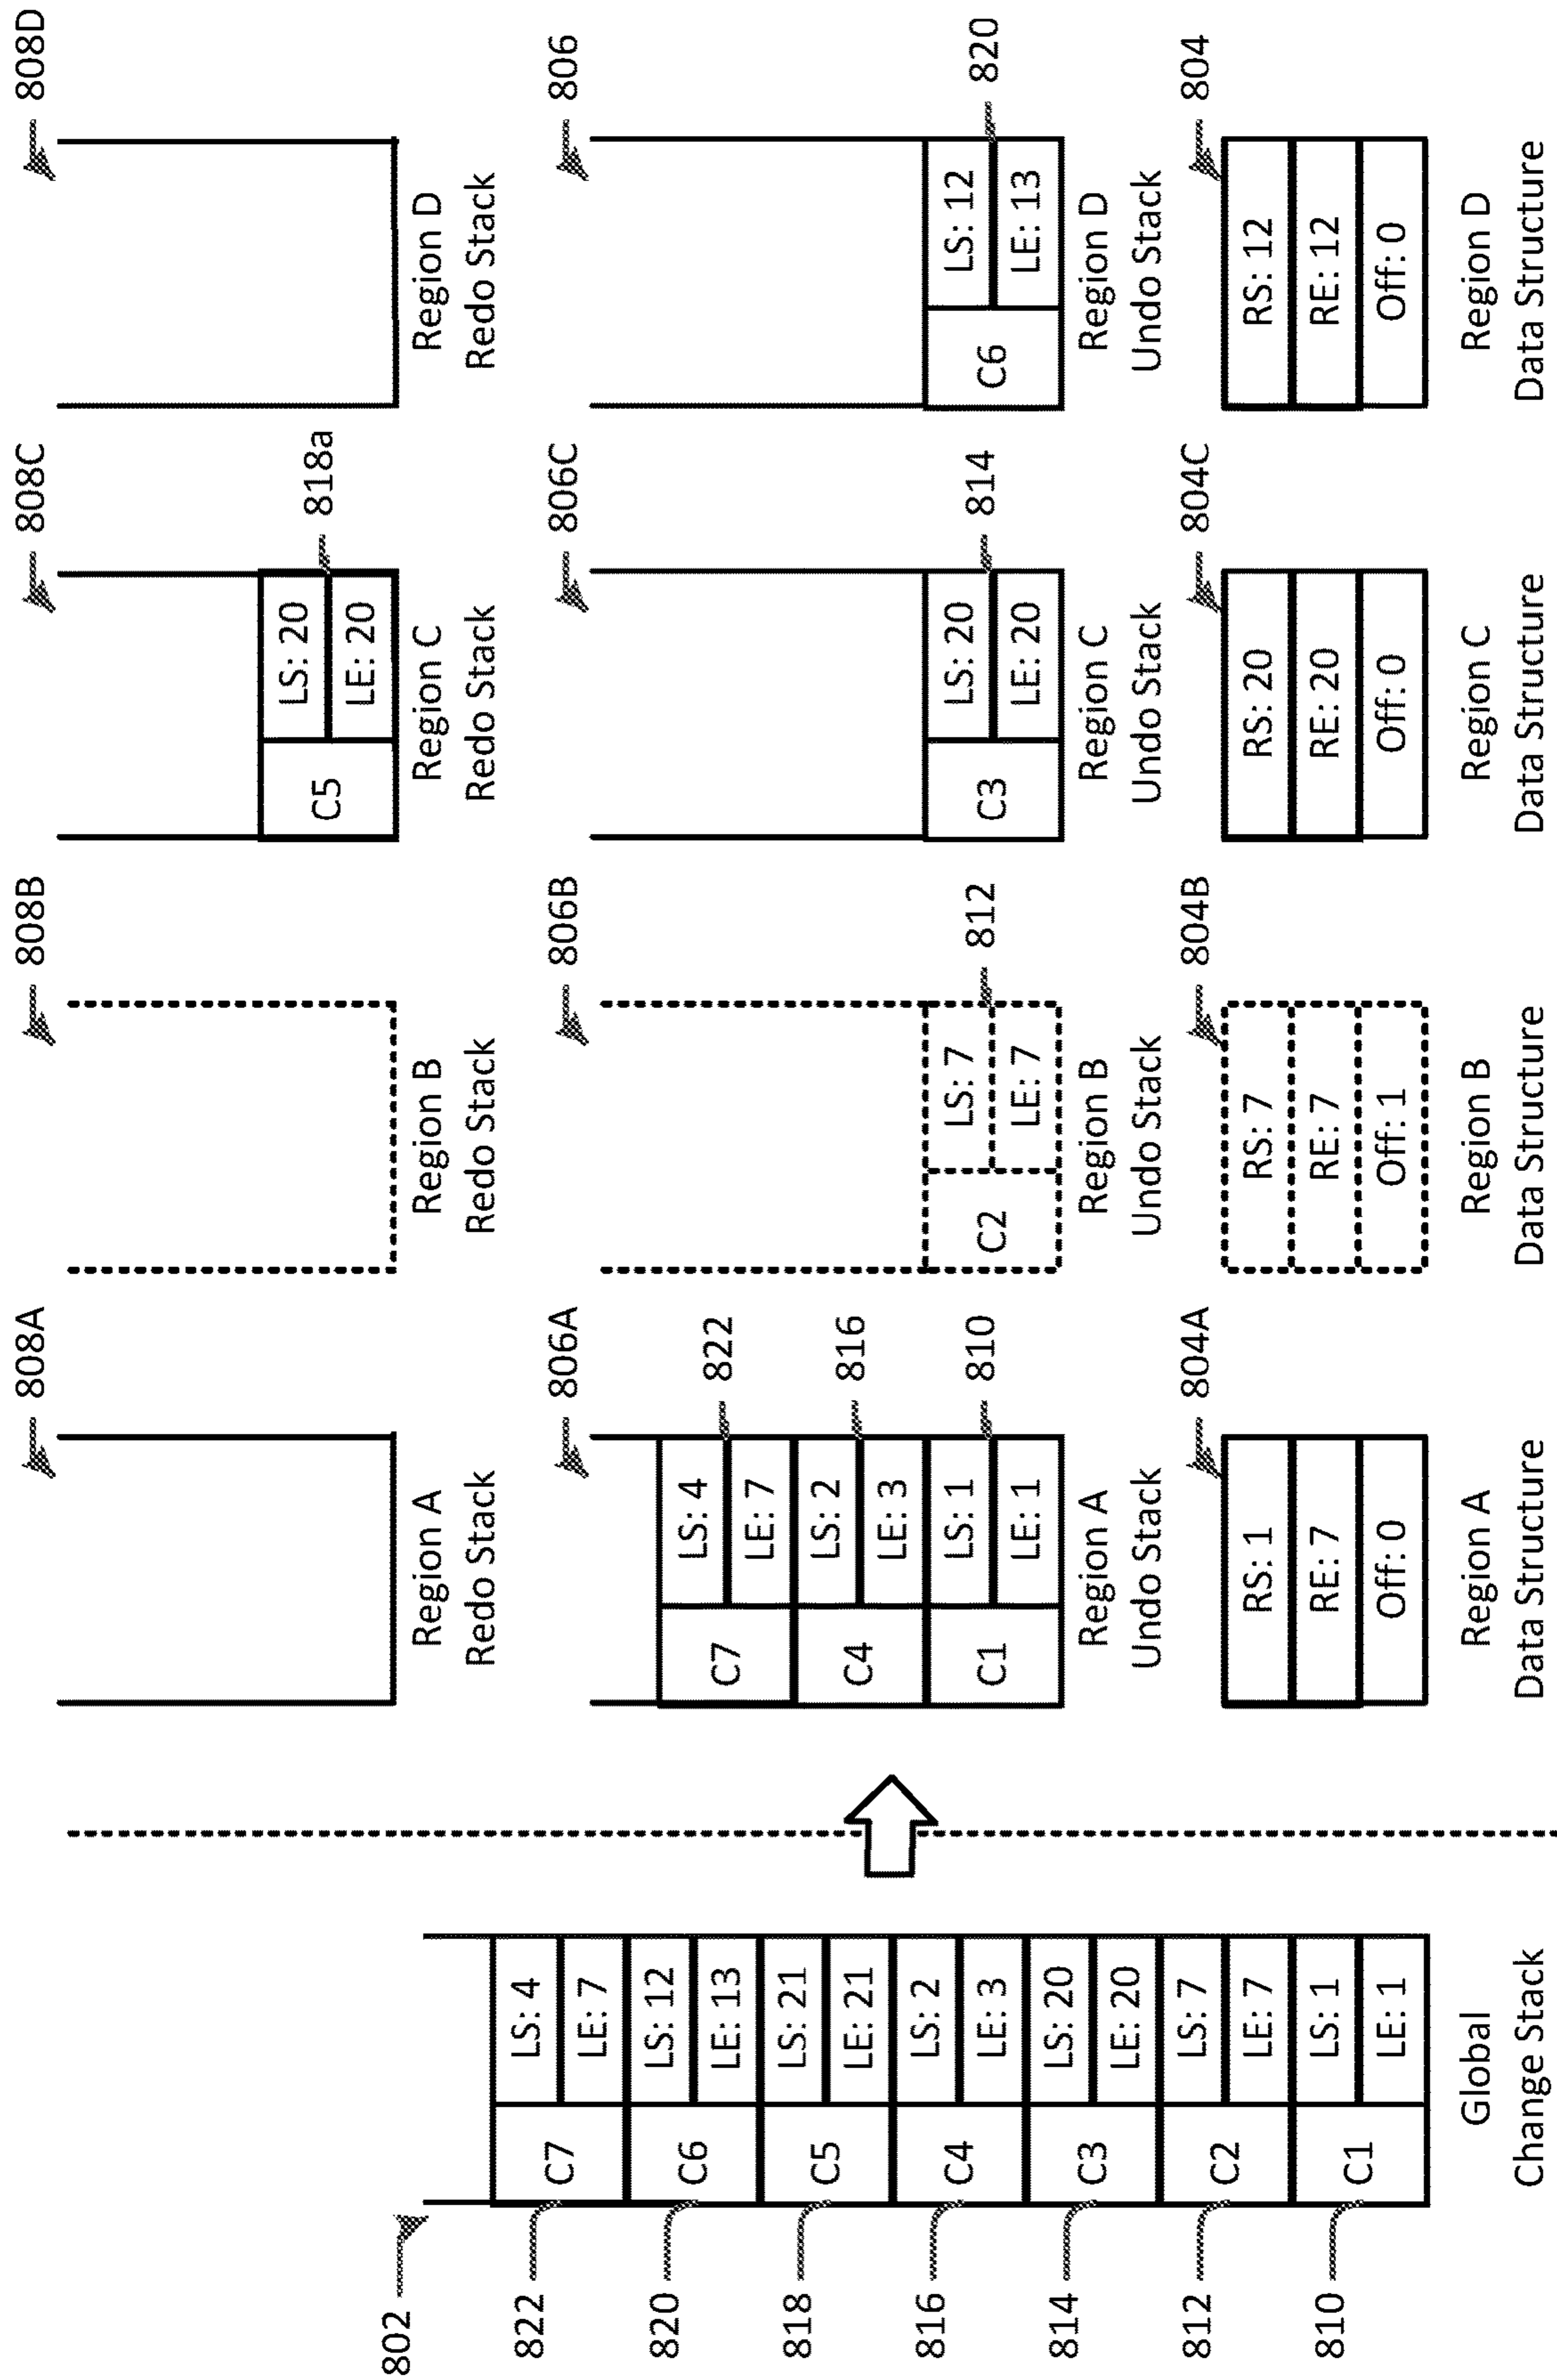 802
822
820
818
816
814
812
810
C7
LS: 4
LE: 7
C6
LS: 12
LE: 13
C5
LS: 21
LE: 21
C4
LS: 2
LE: 3
C3
LS: 20
LE: 20
C2
LS: 7
LE: 7
C1
LS: 1
LE: 1
Global
Change Stack
808A
Region A
Redo Stack
808B
Region B
Redo Stack
808C
C5
LS: 20
LE: 20
818a
Region C
Redo Stack
808D
Region D
Redo Stack
806A
C7
LS: 4
LE: 7
822
C4
LS: 2
LE: 3
816
C1
LS: 1
LE: 1
810
Region A
Undo Stack
806B
C2
LS: 7
LE: 7
812
Region B
Undo Stack
806C
C3
LS: 20
LE: 20
814
Region C
Undo Stack
806
C6
LS: 12
LE: 13
820
Region D
Undo Stack
804A
RS: 1
RE: 7
Off: 0
Region A
Data Structure
804B
RS: 7
RE: 7
Off: 1
Region B
Data Structure
804C
RS: 20
RE: 20
Off: 0
Region C
Data Structure
804
RS: 12
RE: 12
Off: 0
Region D
Data Structure